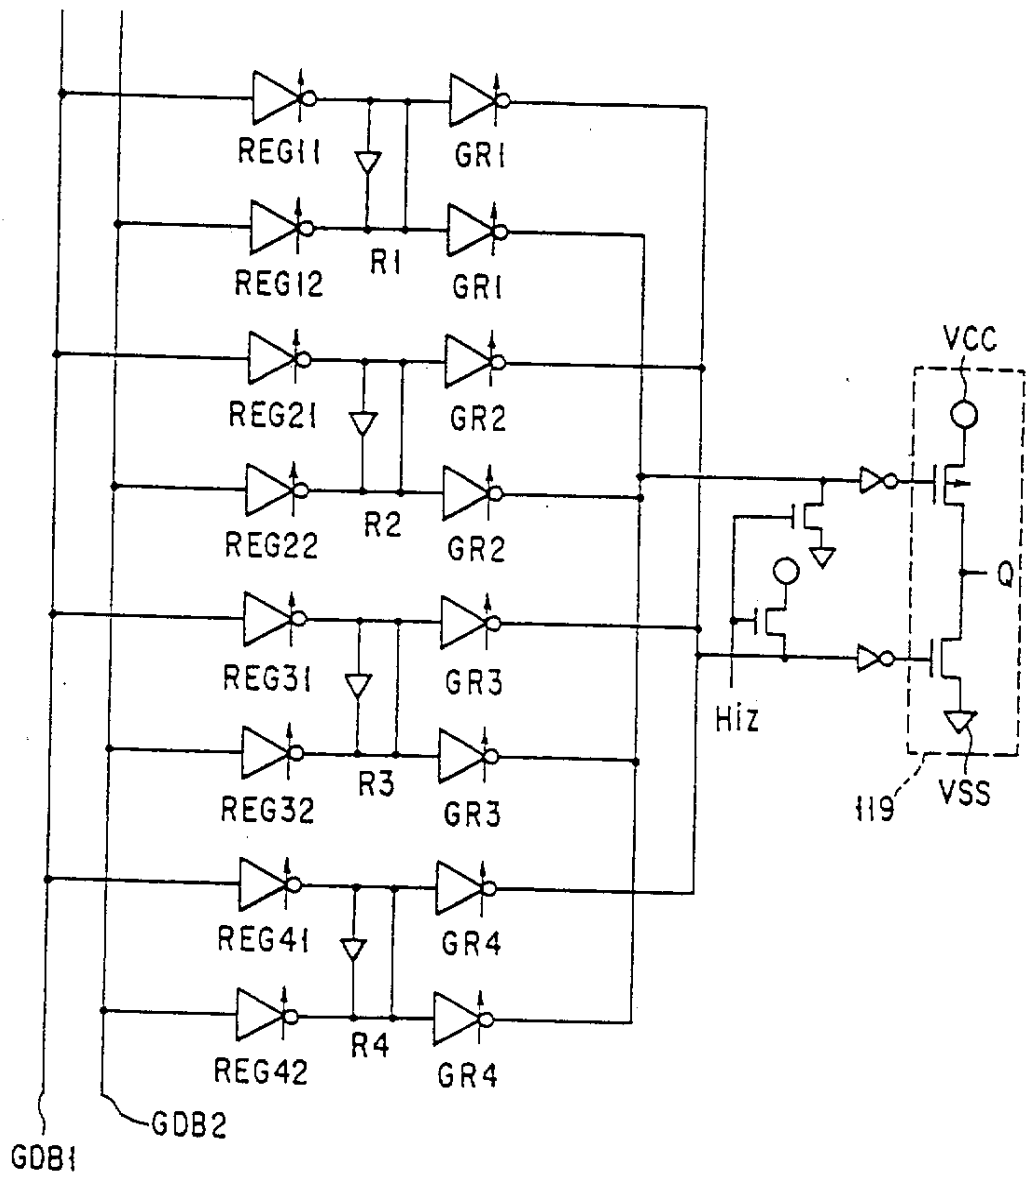 REG11
GR1
R1
REG12
GR1
REG21
GR2
VCC
R2
REG22
GR2
Q
REG31
GR3
Hiz
R3
REG32
GR3
119
VSS
REG41
GR4
R4
REG42
GR4
GDB2
GDB1